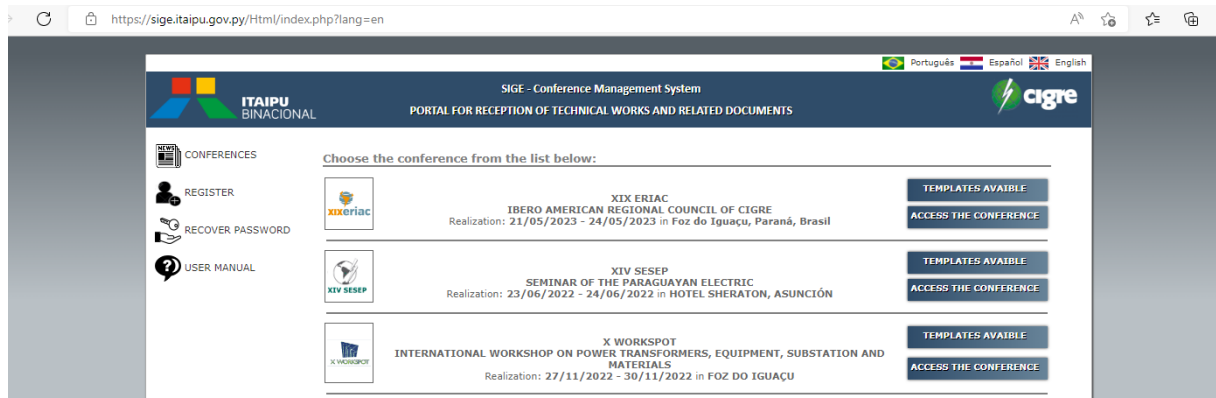 https://sige.itaipu.gov.py/Html/index.php?lang=en
Português Español English
ITAIPU
BINACIONAL
SIGE - Conference Management System
PORTAL FOR RECEPTION OF TECHNICAL WORKS AND RELATED DOCUMENTS
cigre
NEWS
CONFERENCES
REGISTER
RECOVER PASSWORD
USER MANUAL
Choose the conference from the list below:
xixeriac
XIX ERIAC
IBERO AMERICAN REGIONAL COUNCIL OF CIGRE
Realization: 21/05/2023 - 24/05/2023 in Foz do Iguaçu, Paraná, Brasil
TEMPLATES AVAIBLE
ACCESS THE CONFERENCE
XIV SESEP
XIV SESEP
SEMINAR OF THE PARAGUAYAN ELECTRIC
Realization: 23/06/2022 - 24/06/2022 in HOTEL SHERATON, ASUNCIÓN
TEMPLATES AVAIBLE
ACCESS THE CONFERENCE
X WORKSPOT
X WORKSPOT
INTERNATIONAL WORKSHOP ON POWER TRANSFORMERS, EQUIPMENT, SUBSTATION AND
MATERIALS
Realization: 27/11/2022 - 30/11/2022 in FOZ DO IGUAÇU
TEMPLATES AVAIBLE
ACCESS THE CONFERENCE